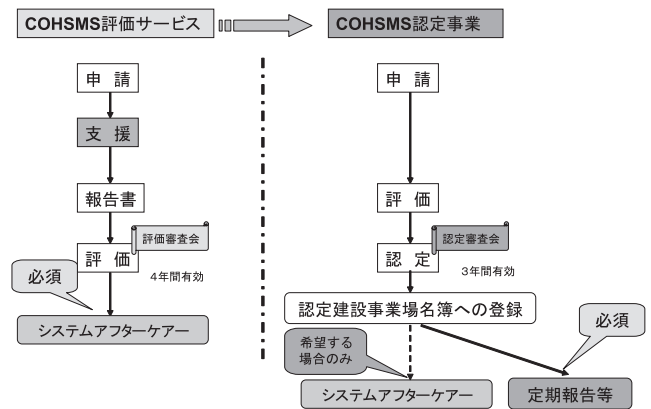 COHSMS評価サービス
COHSMS認定事業
申 請
支 援
報告書
評価審査会
評 価
4年間有効
必須
システムアフターケアー
申 請
評 価
認定審査会
認 定
3年間有効
認定建設事業場名簿への登録
希望する
場合のみ
必須
システムアフターケアー
定期報告等